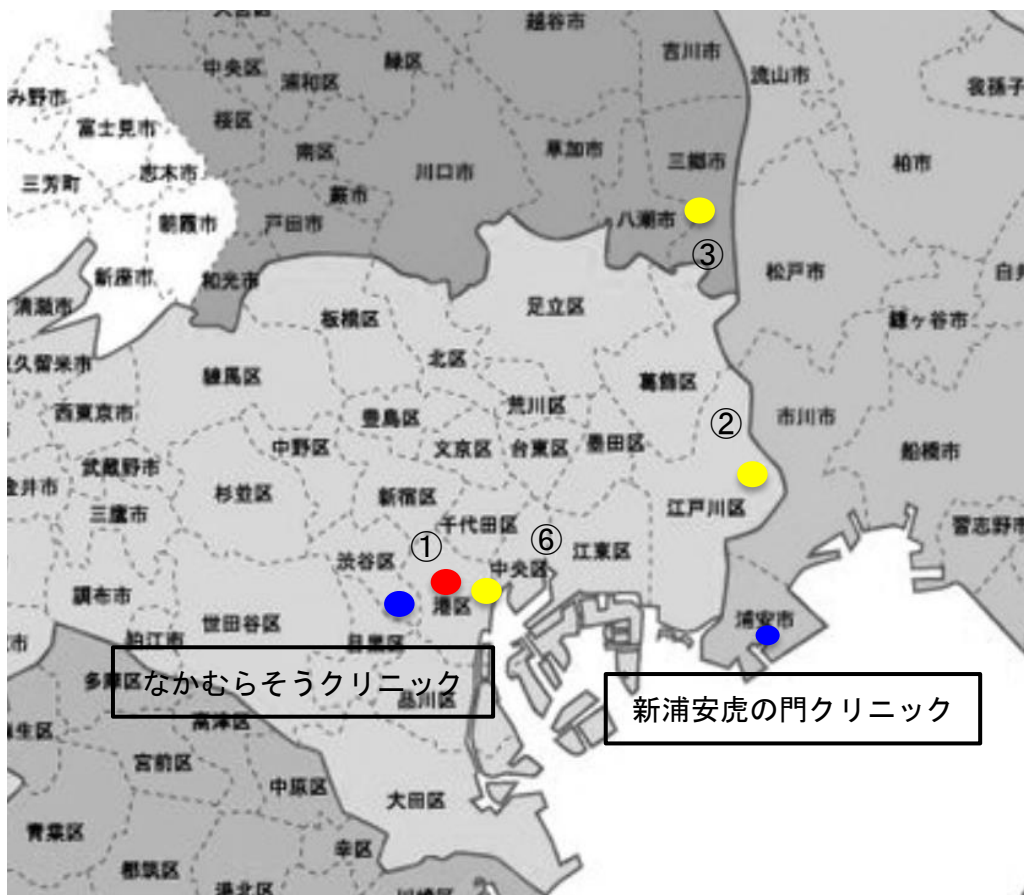 越谷市
吉川市
中央区
浦和区
緑区
流山市
我孫子
み野市
富士見市
桜区
南区
草加市
三郷市
柏市
三芳町
志木市
蕨市
川口市
朝霞市
戸田市
八潮市
③
新座市
和光市
松戸市
白井
清瀬市
足立区
板橋区
鎌ヶ谷市
久留米市
北区
練馬区
葛飾区
西東京市
豊島区
荒川区
②
市川市
中野区
文京区
台東区
墨田区
船橋市
武蔵野市
金井市
杉並区
新宿区
江戸川区
三鷹市
千代田区
習志野市
①
⑥
渋谷区
中央区
江東区
調布市
港区
世田谷区
浦安市
狛江市
目黒区
多摩区
なかむらそうクリニック
品川区
新浦安虎の門クリニック
高津区
宮前区
中原区
大田区
青葉区
幸区
都筑区
港北区
川崎区